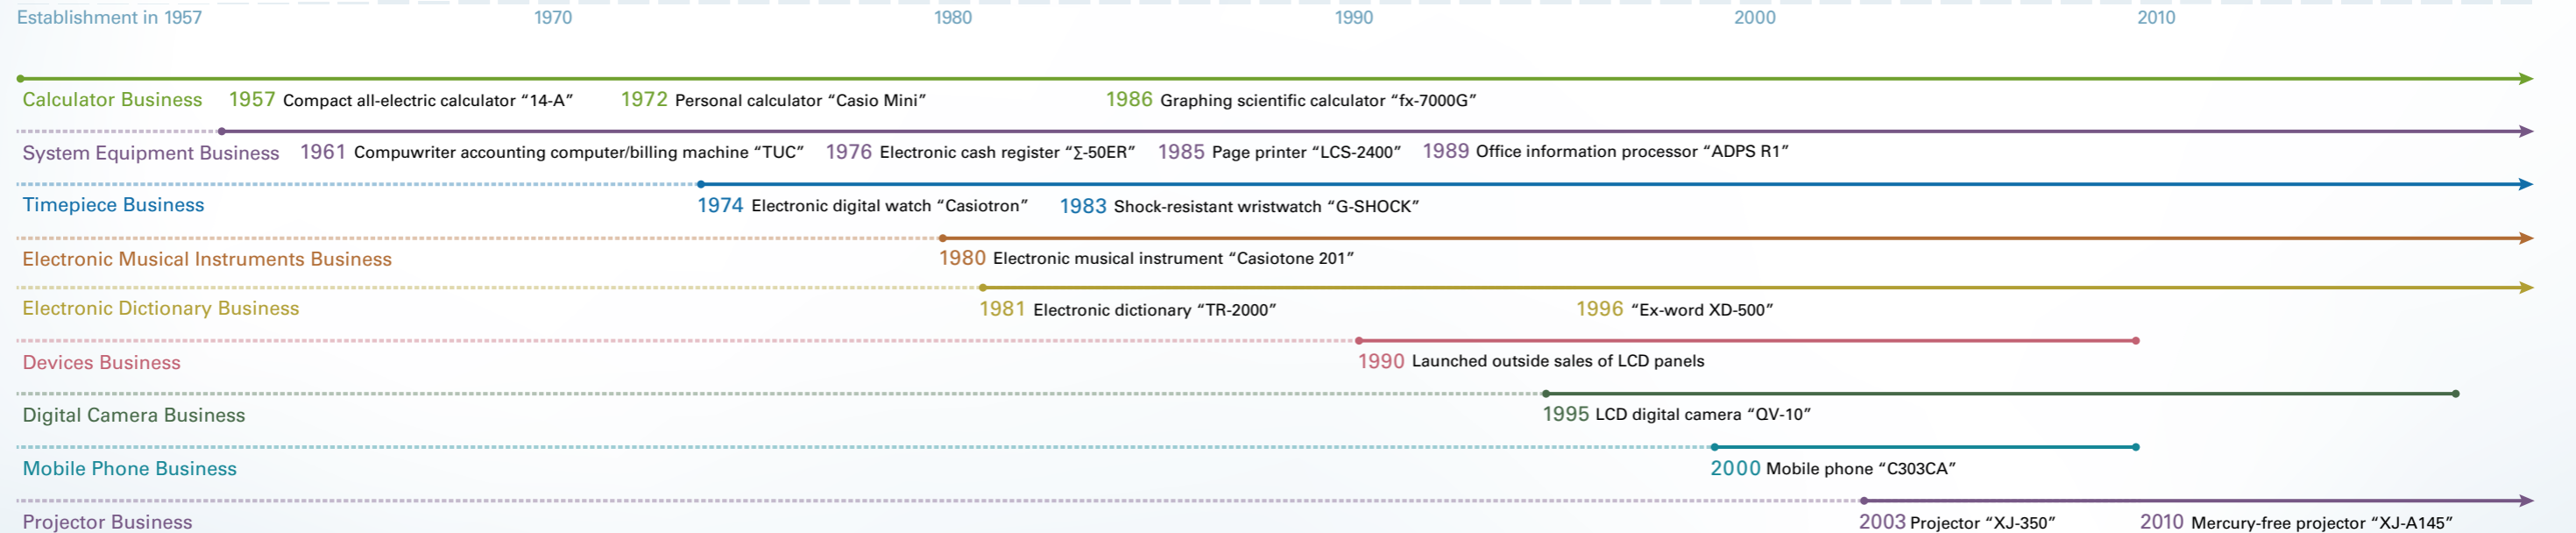 Establishment in 1957 1970 1980 1990 2000 2010
Calculator Business 1957 Compact all-electric calculator “14-A” 1972 Personal calculator “Casio Mini” 1986 Graphing scientific calculator “fx-7000G”
System Equipment Business 1961 Compuwriter accounting computer/billing machine “TUC” 1976 Electronic cash register “∑-50ER” 1985 Page printer “LCS-2400” 1989 Office information processor “ADPS R1”
Timepiece Business 1974 Electronic digital watch “Casiotron” 1983 Shock-resistant wristwatch “G-SHOCK”
Electronic Musical Instruments Business 1980 Electronic musical instrument “Casiotone 201”
Electronic Dictionary Business 1981 Electronic dictionary “TR-2000” 1996 “Ex-word XD-500”
Devices Business 1990 Launched outside sales of LCD panels
Digital Camera Business 1995 LCD digital camera “QV-10”
Mobile Phone Business 2000 Mobile phone “C303CA”
Projector Business 2003 Projector “XJ-350” 2010 Mercury-free projector “XJ-A145”